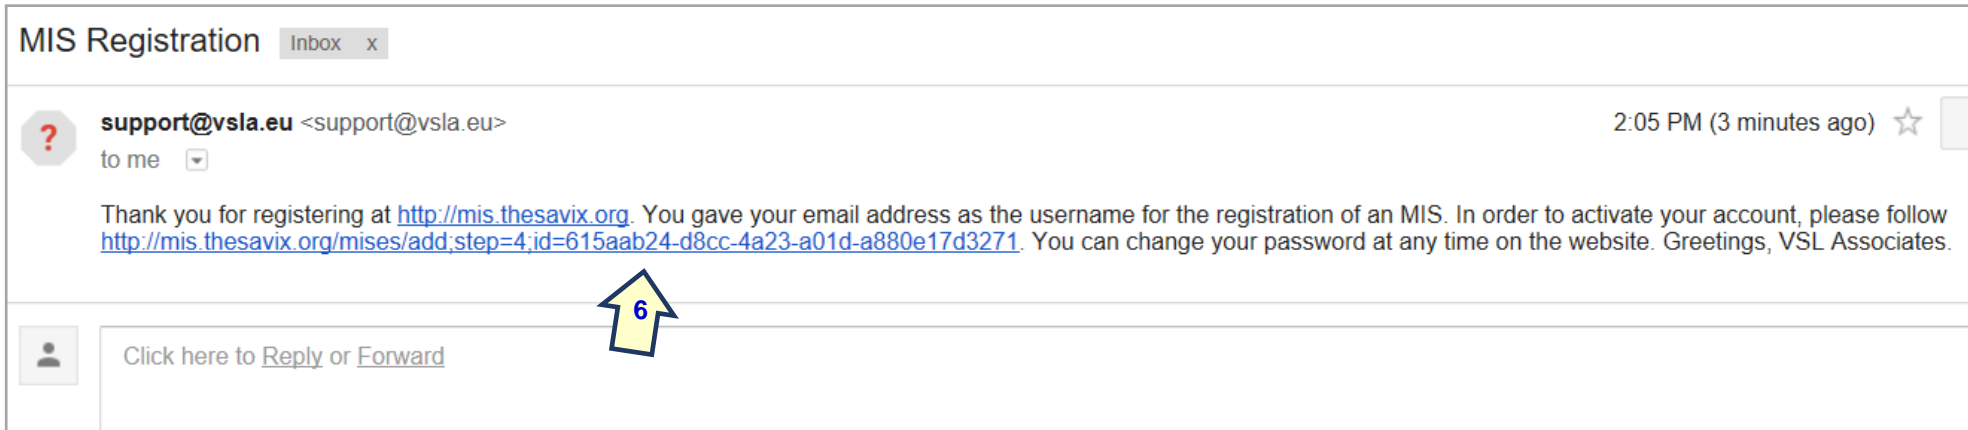 MIS Registration Inbox x
support@vsla.eu <support@vsla.eu> 2:05 PM (3 minutes ago)
?
to me
Thank you for registering at http://mis.thesavix.org. You gave your email address as the username for the registration of an MIS. In order to activate your account, please follow
http://mis.thesavix.org/mises/add;step=4;id=615aab24-d8cc-4a23-a01d-a880e17d3271. You can change your password at any time on the website. Greetings, VSL Associates.
6
Click here to Reply or Forward